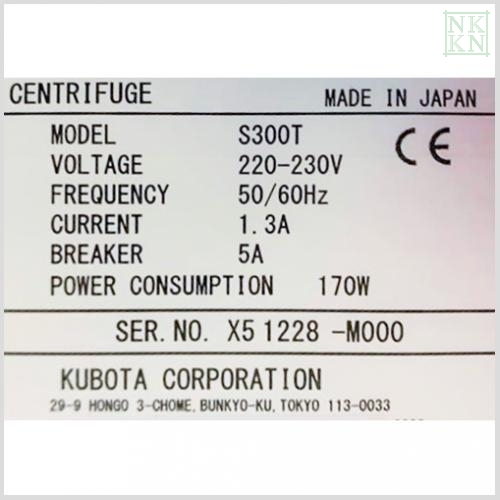 NK
KN
CENTRIFUGE MADE IN JAPAN
MODEL S300T CE
VOLTAGE 220-230V
FREQUENCY 50/60Hz
CURRENT 1.3A
BREAKER 5A
POWER CONSUMPTION 170W
SER.NO. X51228-M000
KUBOTA CORPORATION
29-9 HONGO 3-CHOME, BUNKYO-KU, TOKYO 113-0033